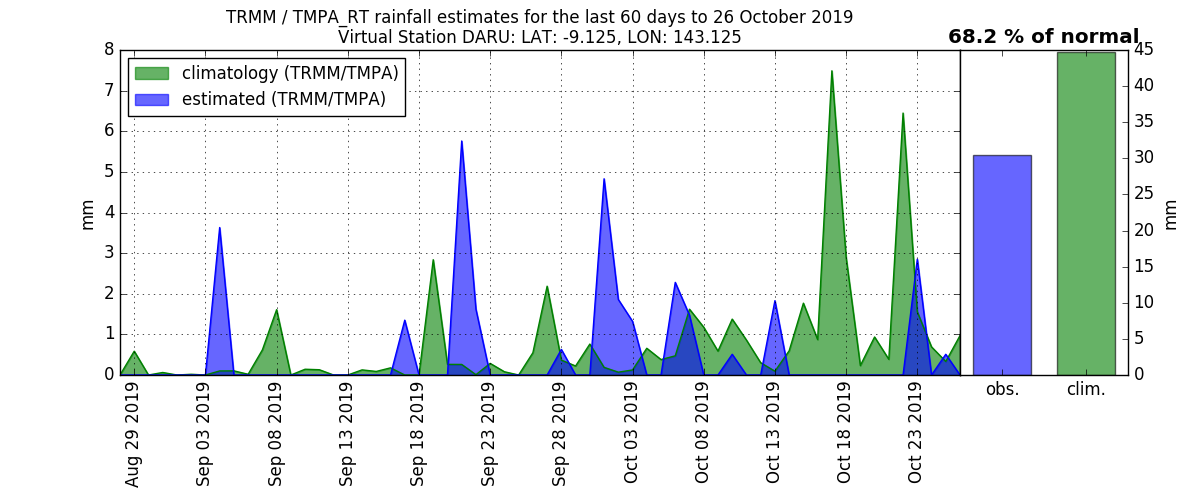 TRMM / TMPA_RT rainfall estimates for the last 60 days to 26 October 2019
Virtual Station DARU: LAT: -9.125, LON: 143.125
68.2 % of normal
climatology (TRMM/TMPA)
estimated (TRMM/TMPA)
mm
8
7
6
5
4
3
2
1
0
Aug 29 2019
Sep 03 2019
Sep 08 2019
Sep 13 2019
Sep 18 2019
Sep 23 2019
Sep 28 2019
Oct 03 2019
Oct 08 2019
Oct 13 2019
Oct 18 2019
Oct 23 2019
obs.
clim.
45
40
35
30
25
20
15
10
5
0
mm